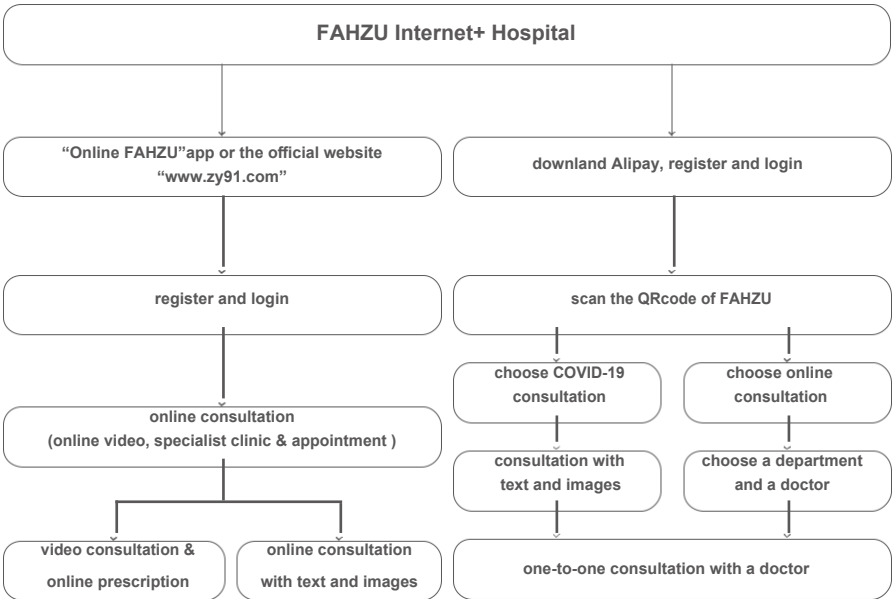 FAHZU Internet+ Hospital
“Online FAHZU”app or the official website
“www.zy91.com”
downland Alipay, register and login
register and login
scan the QRcode of FAHZU
choose COVID-19
consultation
choose online
consultation
online consultation
(online video, specialist clinic & appointment )
consultation with
text and images
choose a department
and a doctor
video consultation &
online prescription
online consultation
with text and images
one-to-one consultation with a doctor